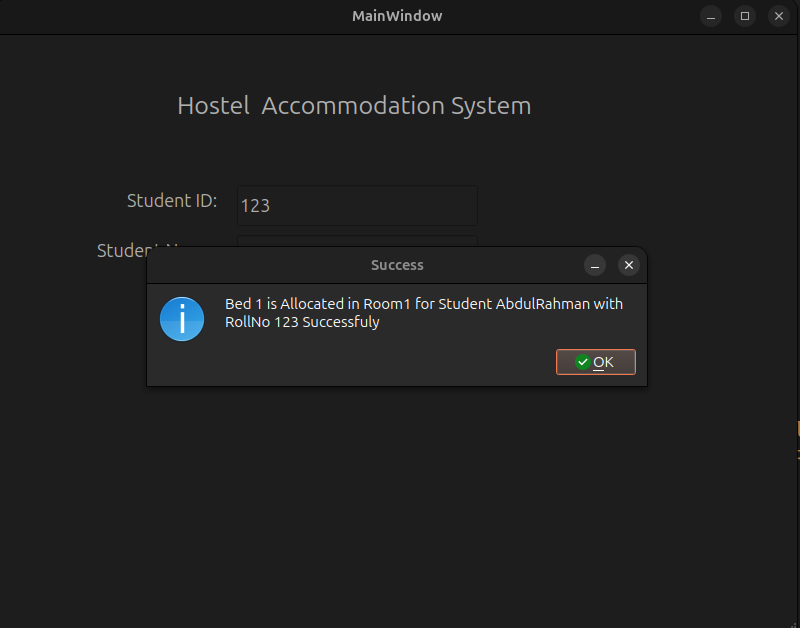 MainWindow
Hostel Accommodation System
Student ID:
123
Student
Success
Bed 1 is Allocated in Room1 for Student AbdulRahman with
RollNo 123 Successfuly
OK